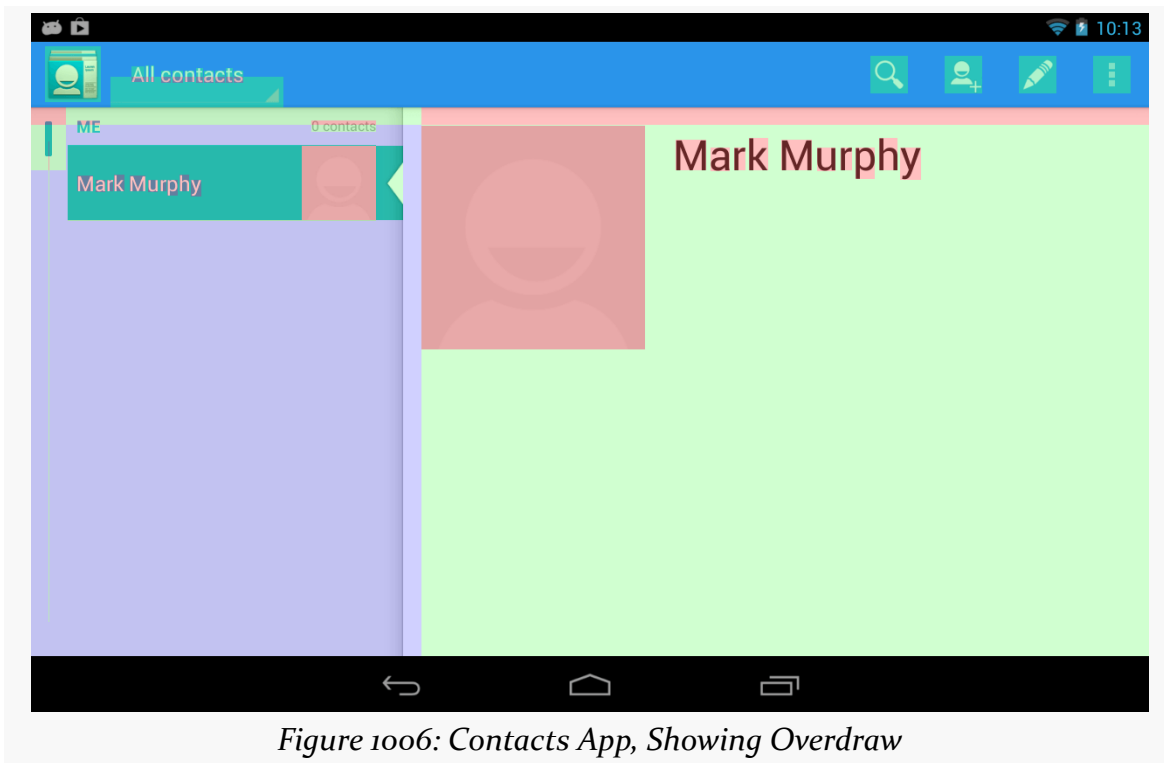 10:13
All contacts
ME 0 contacts
Mark Murphy
Mark Murphy
Figure 1006: Contacts App, Showing Overdraw